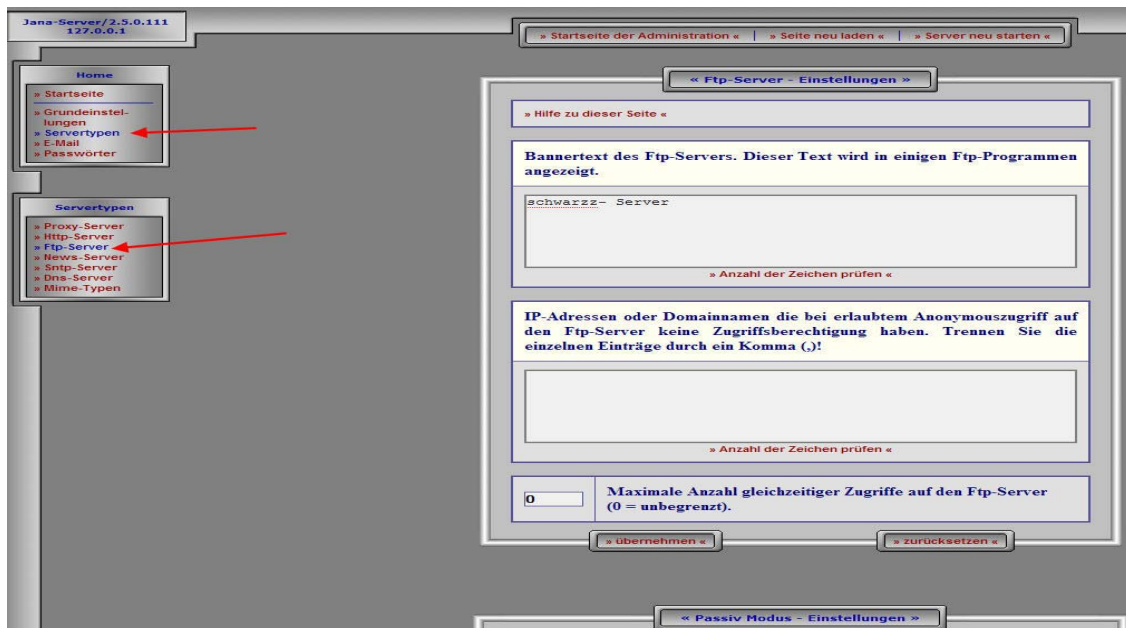 Jana-Server/2.5.0.111
127.0.0.1
» Startseite der Administration « | » Seite neu laden « | » Server neu starten «
Home
» Startseite
» Grundeinstel-
lungen
» Servertypen
» E-Mail
» Passwörter
Servertypen
» Proxy-Server
» Http-Server
» Ftp-Server
» News-Server
» Sntp-Server
» Dns-Server
» Mime-Typen
« Ftp-Server - Einstellungen »
» Hilfe zu dieser Seite «
Bannertext des Ftp-Servers. Dieser Text wird in einigen Ftp-Programmen
angezeigt.
schwarzz- Server
» Anzahl der Zeichen prüfen «
IP-Adressen oder Domainnamen die bei erlaubtem Anonymouszugriff auf
den Ftp-Server keine Zugriffsberechtigung haben. Trennen Sie die
einzelnen Einträge durch ein Komma (,)!
» Anzahl der Zeichen prüfen «
0
Maximale Anzahl gleichzeitiger Zugriffe auf den Ftp-Server
(0 = unbegrenzt).
» übernehmen «
» zurücksetzen «
« Passiv Modus - Einstellungen »